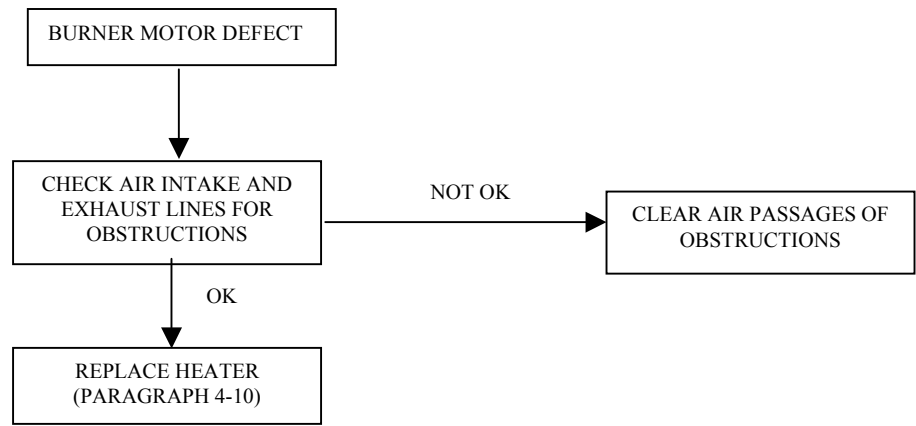 BURNER MOTOR DEFECT
CHECK AIR INTAKE AND
EXHAUST LINES FOR
OBSTRUCTIONS
NOT OK
CLEAR AIR PASSAGES OF
OBSTRUCTIONS
OK
REPLACE HEATER
(PARAGRAPH 4-10)